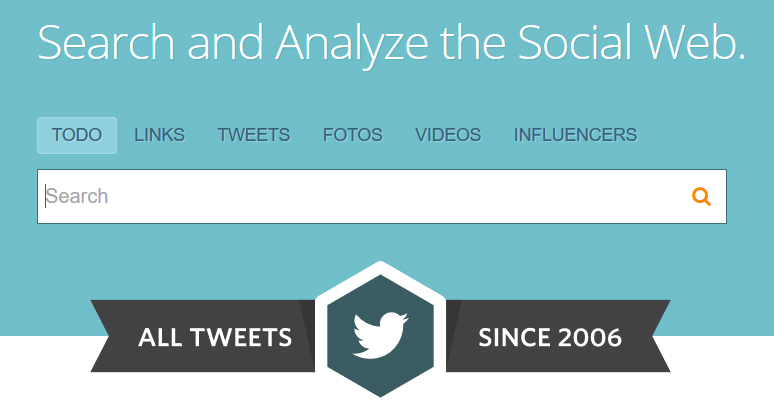 Search and Analyze the Social Web.
TODO LINKS TWEETS FOTOS VIDEOS INFLUENCERS
Search
ALL TWEETS SINCE 2006